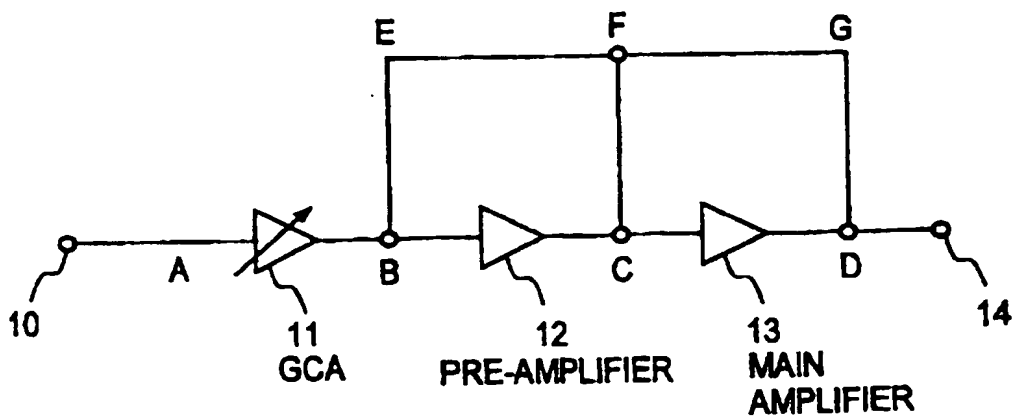 E F G
A B C D
10 11 12 13 14
GCA PRE-AMPLIFIER MAIN
AMPLIFIER